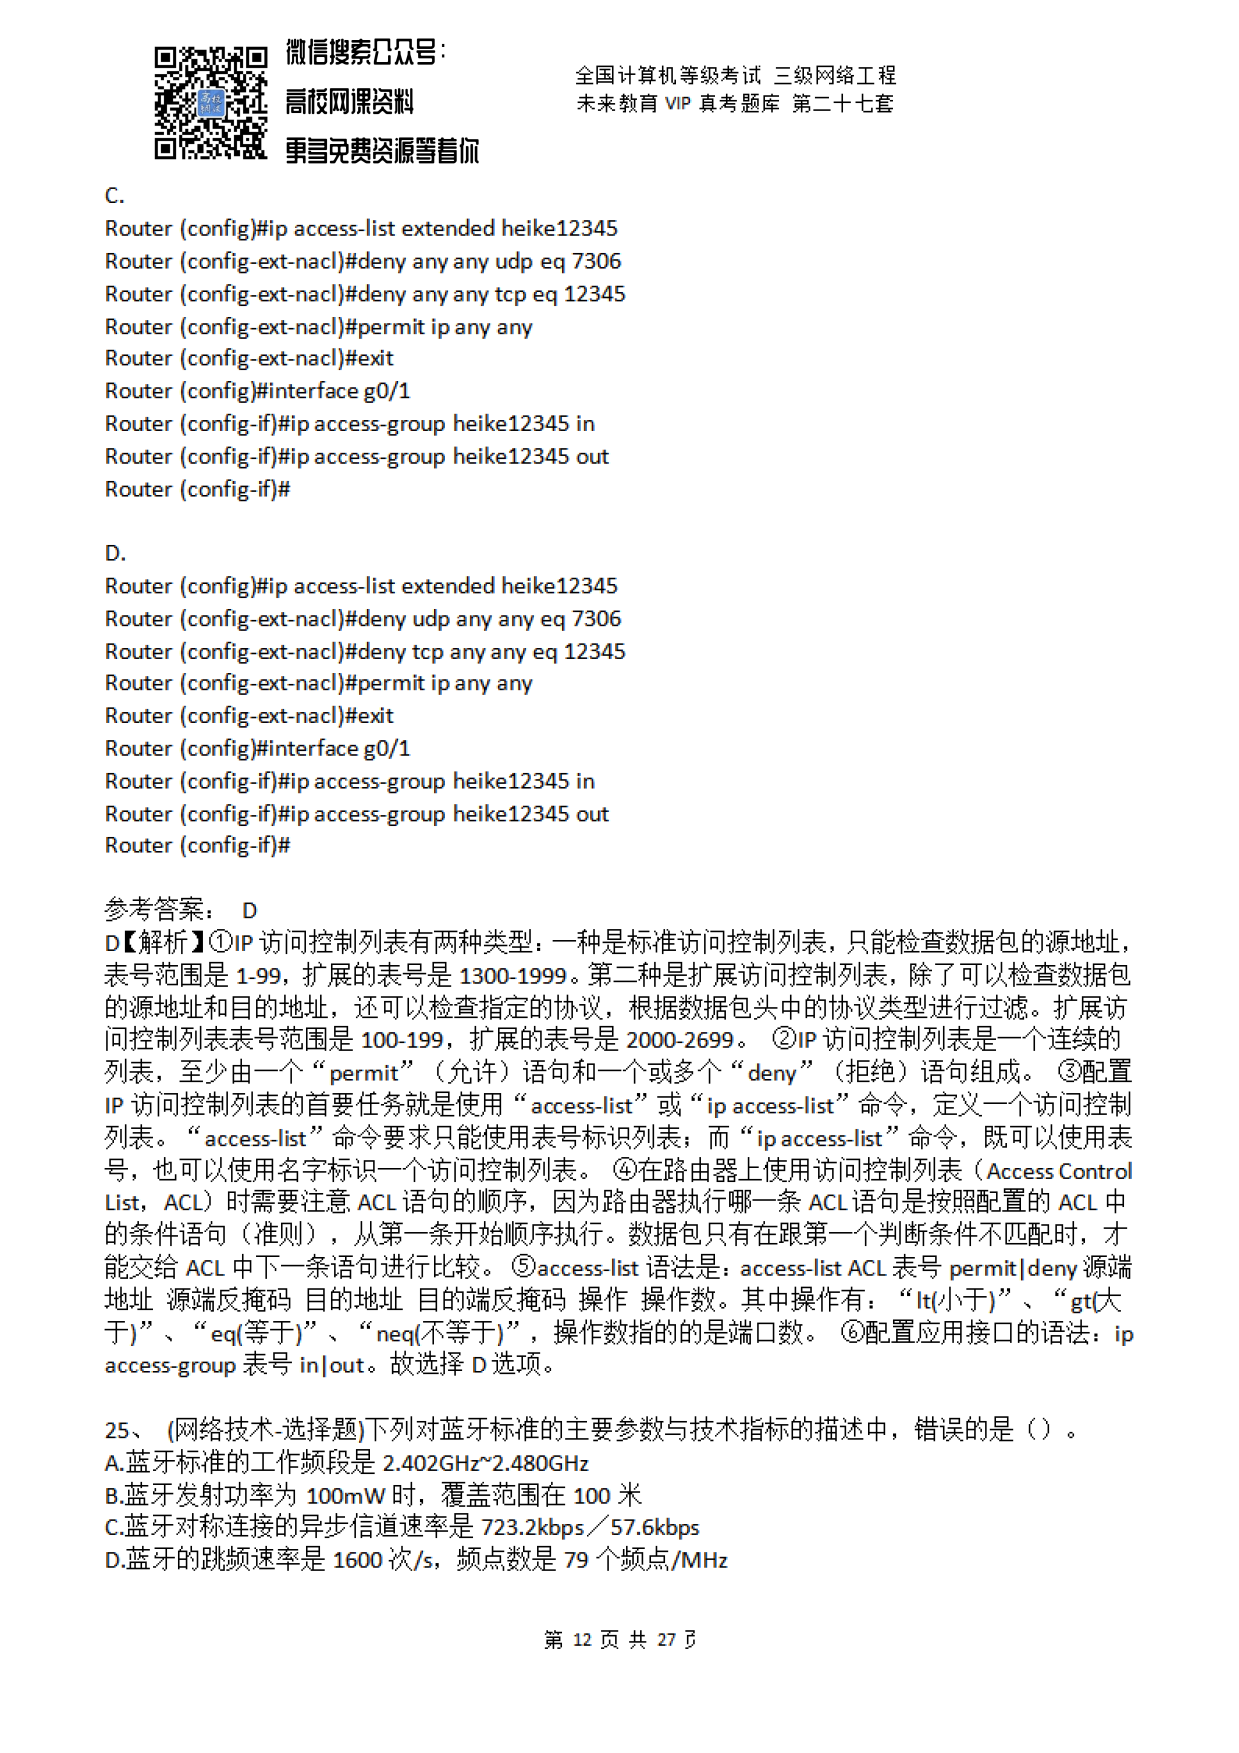 微信搜索公众号：
高校网课资料
更多免费资源等着你
全国计算机等级考试 三级网络工程
未来教育 VIP 真考题库 第二十七套
C.
Router (config)#ip access-list extended heike12345
Router (config-ext-nacl)#deny any any udp eq 7306
Router (config-ext-nacl)#deny any any tcp eq 12345
Router (config-ext-nacl)#permit ip any any
Router (config-ext-nacl)#exit
Router (config)#interface g0/1
Router (config-if)#ip access-group heike12345 in
Router (config-if)#ip access-group heike12345 out
Router (config-if)#
D.
Router (config)#ip access-list extended heike12345
Router (config-ext-nacl)#deny udp any any eq 7306
Router (config-ext-nacl)#deny tcp any any eq 12345
Router (config-ext-nacl)#permit ip any any
Router (config-ext-nacl)#exit
Router (config)#interface g0/1
Router (config-if)#ip access-group heike12345 in
Router (config-if)#ip access-group heike12345 out
Router (config-if)#
参考答案： D
D【解析】①IP 访问控制列表有两种类型：一种是标准访问控制列表，只能检查数据包的源地址，
表号范围是 1-99，扩展的表号是 1300-1999。第二种是扩展访问控制列表，除了可以检查数据包
的源地址和目的地址，还可以检查指定的协议，根据数据包头中的协议类型进行过滤。扩展访
问控制列表表号范围是 100-199，扩展的表号是 2000-2699。 ②IP 访问控制列表是一个连续的
列表，至少由一个“permit”（允许）语句和一个或多个“deny”（拒绝）语句组成。 ③配置
IP 访问控制列表的首要任务就是使用“access-list”或“ip access-list”命令，定义一个访问控制
列表。“access-list”命令要求只能使用表号标识列表；而“ip access-list”命令，既可以使用表
号，也可以使用名字标识一个访问控制列表。 ④在路由器上使用访问控制列表（Access Control
List，ACL）时需要注意 ACL 语句的顺序，因为路由器执行哪一条 ACL 语句是按照配置的 ACL 中
的条件语句（准则），从第一条开始顺序执行。数据包只有在跟第一个判断条件不匹配时，才
能交给 ACL 中下一条语句进行比较。 ⑤access-list 语法是：access-list ACL 表号 permit|deny 源端
地址 源端反掩码 目的地址 目的端反掩码 操作 操作数。其中操作有：“lt(小于)”、“gt(大
于)”、“eq(等于)”、“neq(不等于)”，操作数指的的是端口数。 ⑥配置应用接口的语法：ip
access-group 表号 in|out。故选择 D 选项。
25、 (网络技术-选择题)下列对蓝牙标准的主要参数与技术指标的描述中，错误的是（）。
A.蓝牙标准的工作频段是 2.402GHz~2.480GHz
B.蓝牙发射功率为 100mW 时，覆盖范围在 100 米
C.蓝牙对称连接的异步信道速率是 723.2kbps／57.6kbps
D.蓝牙的跳频速率是 1600 次/s，频点数是 79 个频点/MHz
第 12 页 共 27